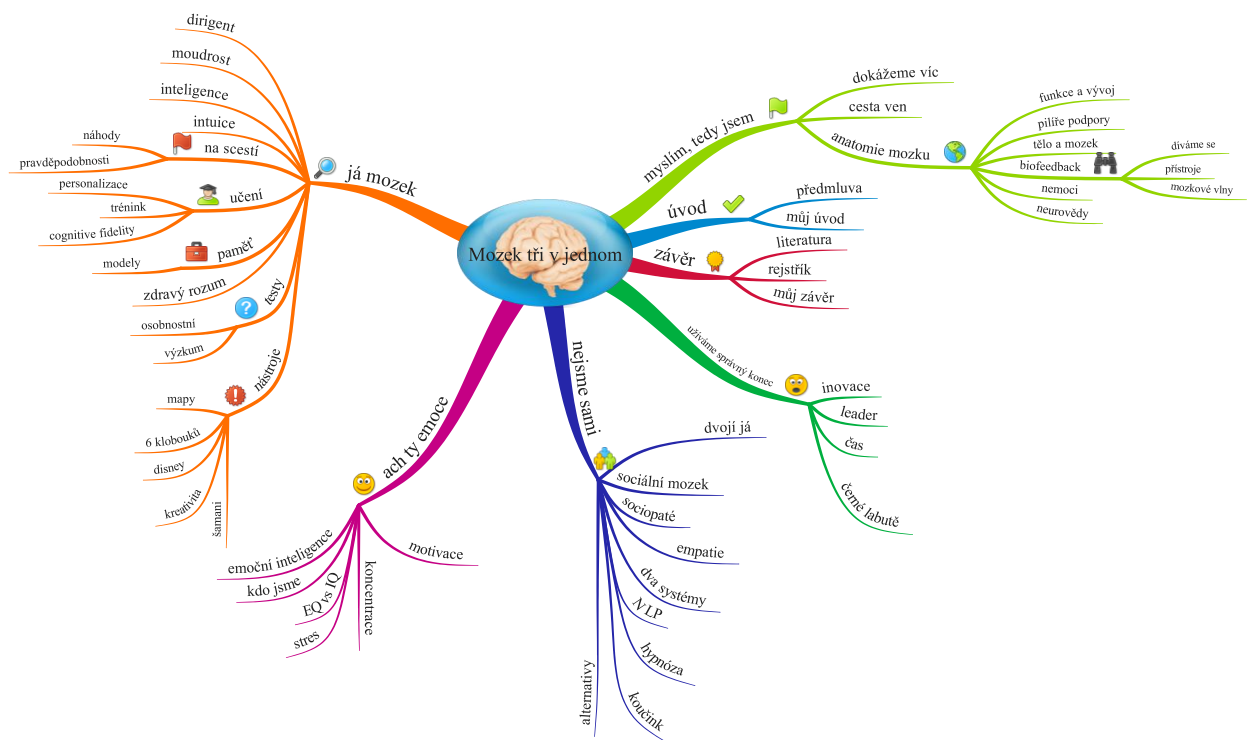 Mozek tři v jednom
myslím, tedy jsem
dokážeme víc
cesta ven
anatomie mozku
funkce a vývoj
pilíře podpory
tělo a mozek
biofeedback
díváme se
přístroje
mozkové vlny
nemoci
neurovědy
úvod
předmluva
můj úvod
závěr
literatura
rejstřík
můj závěr
užíváme správný konec
inovace
leader
čas
černé labutě
nejsme sami
dvojí já
sociální mozek
sociopaté
empatie
dva systémy
NLP
hypnóza
koučink
alternativy
ach ty emoce
motivace
koncentrace
stres
EQ vs IQ
kdo jsme
emoční inteligence
já mozek
dirigent
moudrost
inteligence
intuice
na scestí
náhody
pravděpodobnosti
učení
personalizace
trénink
cognitive fidelity
paměť
modely
zdravý rozum
testy
osobnostní
výzkum
nástroje
mapy
6 klobouků
disney
kreativita
šamani